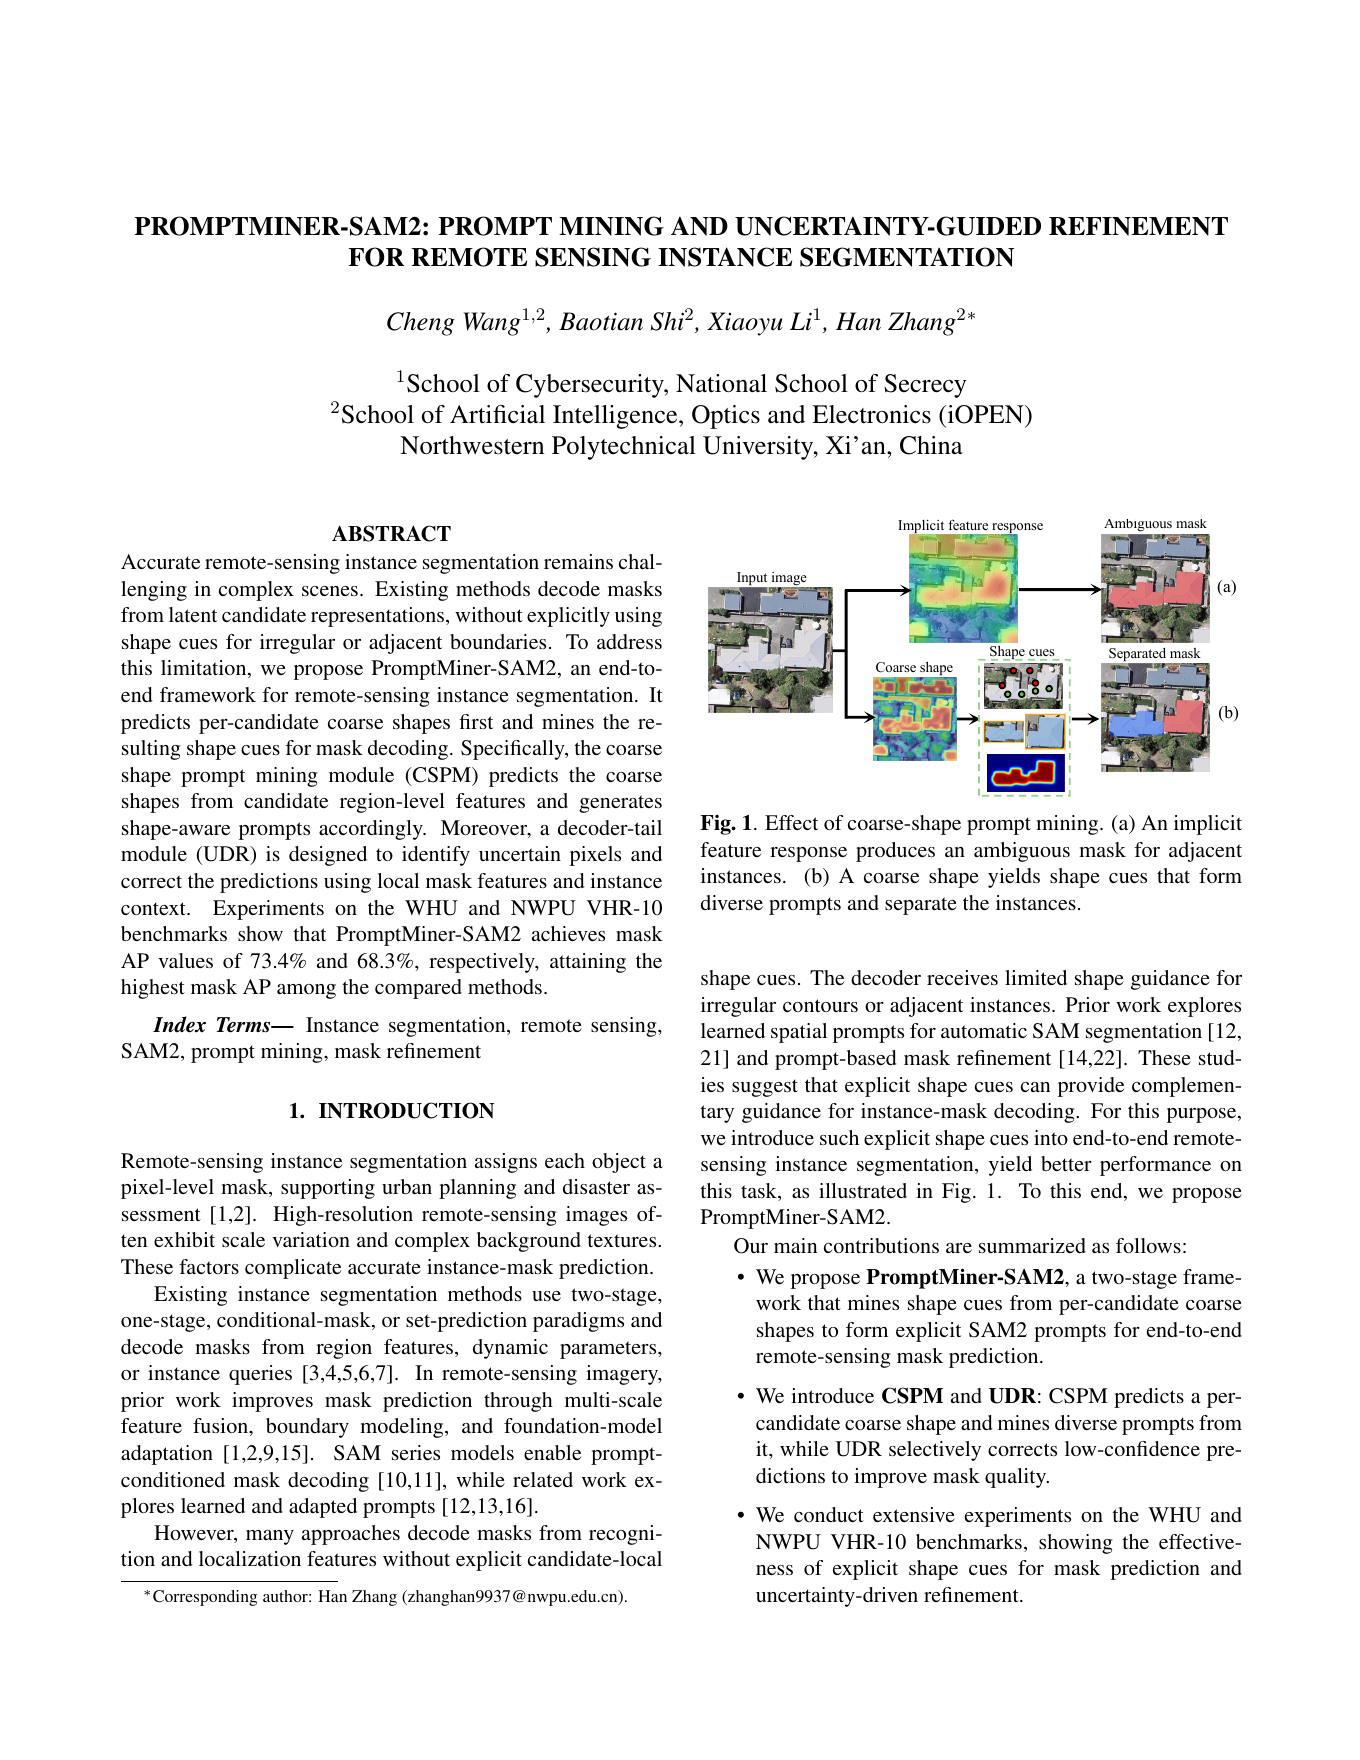 PROMPTMINER-SAM2: PROMPT MINING AND UNCERTAINTY-GUIDED REFINEMENT
FOR REMOTE SENSING INSTANCE SEGMENTATION
Cheng Wang1,2, Baotian Shi2, Xiaoyu Li1, Han Zhang2*
1School of Cybersecurity, National School of Secrecy
2School of Artificial Intelligence, Optics and Electronics (iOPEN)
Northwestern Polytechnical University, Xi'an, China
ABSTRACT
Accurate remote-sensing instance segmentation remains chal-
lenging in complex scenes. Existing methods decode masks
from latent candidate representations, without explicitly using
shape cues for irregular or adjacent boundaries. To address
this limitation, we propose PromptMiner-SAM2, an end-to-
end framework for remote-sensing instance segmentation. It
predicts per-candidate coarse shapes first and mines the re-
sulting shape cues for mask decoding. Specifically, the coarse
shape prompt mining module (CSPM) predicts the coarse
shapes from candidate region-level features and generates
shape-aware prompts accordingly. Moreover, a decoder-tail
module (UDR) is designed to identify uncertain pixels and
correct the predictions using local mask features and instance
context. Experiments on the WHU and NWPU VHR-10
benchmarks show that PromptMiner-SAM2 achieves mask
AP values of 73.4% and 68.3%, respectively, attaining the
highest mask AP among the compared methods.
Index Terms— Instance segmentation, remote sensing,
SAM2, prompt mining, mask refinement
1. INTRODUCTION
Remote-sensing instance segmentation assigns each object a
pixel-level mask, supporting urban planning and disaster as-
sessment [1,2]. High-resolution remote-sensing images of-
ten exhibit scale variation and complex background textures.
These factors complicate accurate instance-mask prediction.
Existing instance segmentation methods use two-stage,
one-stage, conditional-mask, or set-prediction paradigms and
decode masks from region features, dynamic parameters,
or instance queries [3,4,5,6,7]. In remote-sensing imagery,
prior work improves mask prediction through multi-scale
feature fusion, boundary modeling, and foundation-model
adaptation [1,2,9,15]. SAM series models enable prompt-
conditioned mask decoding [10,11], while related work ex-
plores learned and adapted prompts [12,13,16].
However, many approaches decode masks from recogni-
tion and localization features without explicit candidate-local
*Corresponding author: Han Zhang (zhanghan9937@nwpu.edu.cn).
Implicit feature response
Ambiguous mask
Input image
(a)
Shape cues
Separated mask
Coarse shape
(b)
Fig. 1. Effect of coarse-shape prompt mining. (a) An implicit
feature response produces an ambiguous mask for adjacent
instances. (b) A coarse shape yields shape cues that form
diverse prompts and separate the instances.
shape cues. The decoder receives limited shape guidance for
irregular contours or adjacent instances. Prior work explores
learned spatial prompts for automatic SAM segmentation [12,
21] and prompt-based mask refinement [14,22]. These stud-
ies suggest that explicit shape cues can provide complemen-
tary guidance for instance-mask decoding. For this purpose,
we introduce such explicit shape cues into end-to-end remote-
sensing instance segmentation, yield better performance on
this task, as illustrated in Fig. 1. To this end, we propose
PromptMiner-SAM2.
Our main contributions are summarized as follows:
• We propose PromptMiner-SAM2, a two-stage frame-
work that mines shape cues from per-candidate coarse
shapes to form explicit SAM2 prompts for end-to-end
remote-sensing mask prediction.
• We introduce CSPM and UDR: CSPM predicts a per-
candidate coarse shape and mines diverse prompts from
it, while UDR selectively corrects low-confidence pre-
dictions to improve mask quality.
• We conduct extensive experiments on the WHU and
NWPU VHR-10 benchmarks, showing the effective-
ness of explicit shape cues for mask prediction and
uncertainty-driven refinement.